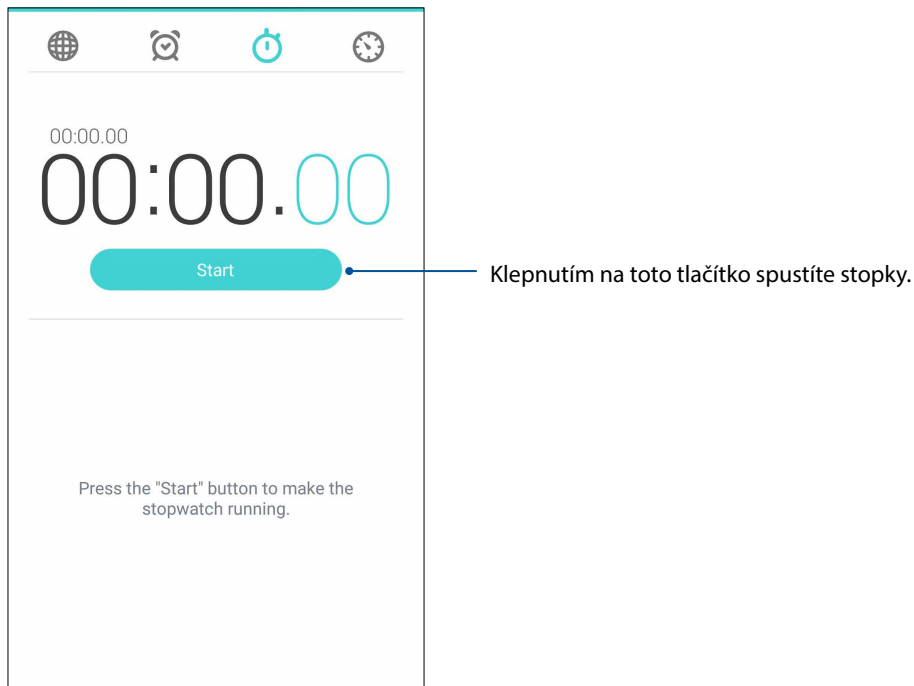 00:00.00
00:00.00
Start
Klepnutím na toto tlačítko spustíte stopky.
Press the "Start" button to make the
stopwatch running.